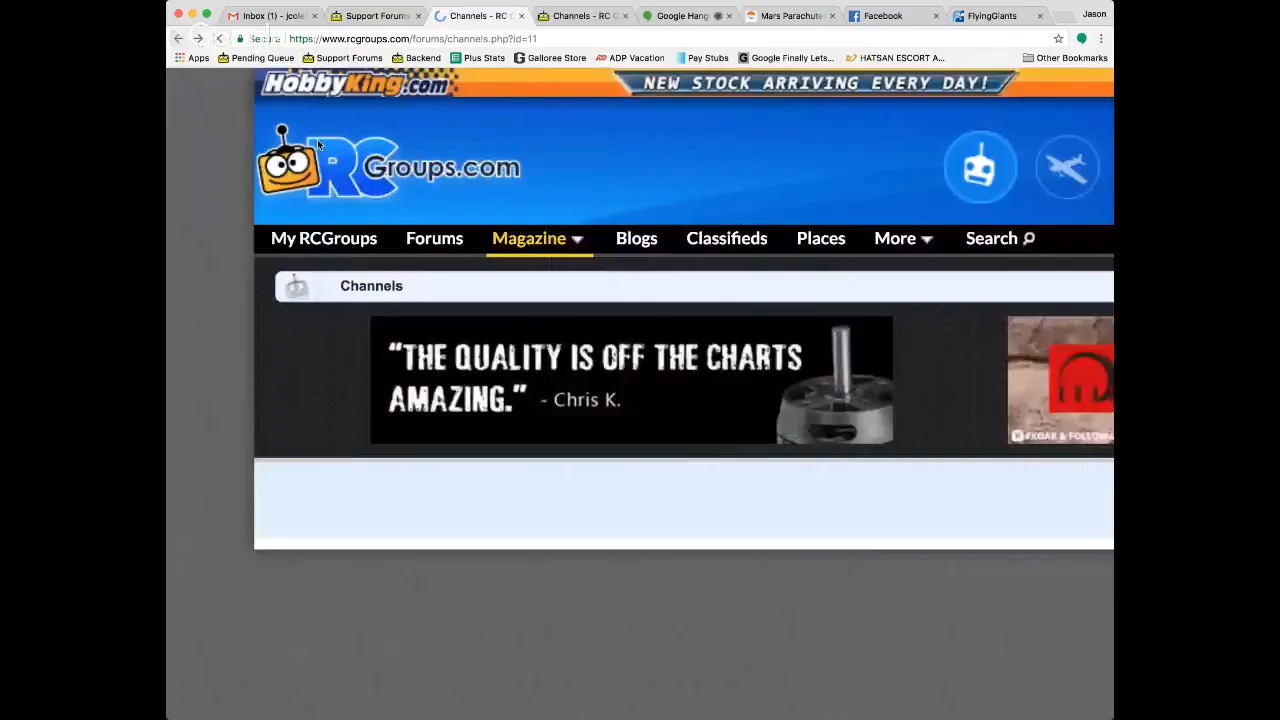 Inbox (1) - jcole
Support Forums
Channels - RC G
Channels - RC G
Google Hang
Mars Parachute
Facebook
FlyingGiants
Jason
Secure
https://www.rcgroups.com/forums/channels.php?id=11
Apps
Pending Queue
Support Forums
Backend
Plus Stats
Galloree Store
ADP Vacation
Pay Stubs
Google Finally Lets...
HATSAN ESCORT A...
Other Bookmarks
HobbyKing.com
NEW STOCK ARRIVING EVERY DAY!
RCGroups.com
My RCGroups
Forums
Magazine
Blogs
Classifieds
Places
More
Search
Channels
“THE QUALITY IS OFF THE CHARTS
AMAZING.” - Chris K.
#XOAR & FOLLOW